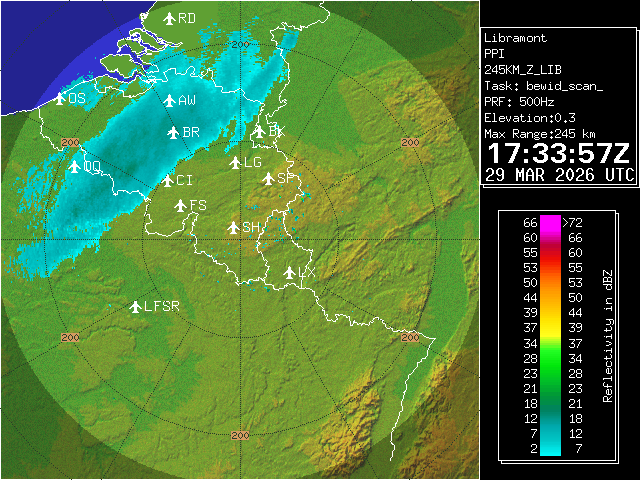 RD
200
OS
AW
BR
BK
200
200
LG
QQ
CI
SP
FS
SH
LX
LFSR
200
200
200
Libramont
PPI
245KM_Z_LIB
Task: bewid_scan_
PRF: 500Hz
Elevation:0.3
Max Range:245 km
17:33:57Z
29 MAR 2026 UTC
66 >72
60 66
55 60
53 55
50 53
44 50
39 44
37 39
34 37
28 34
23 28
21 23
18 21
12 18
7 12
2 7
Reflectivity in dBZ